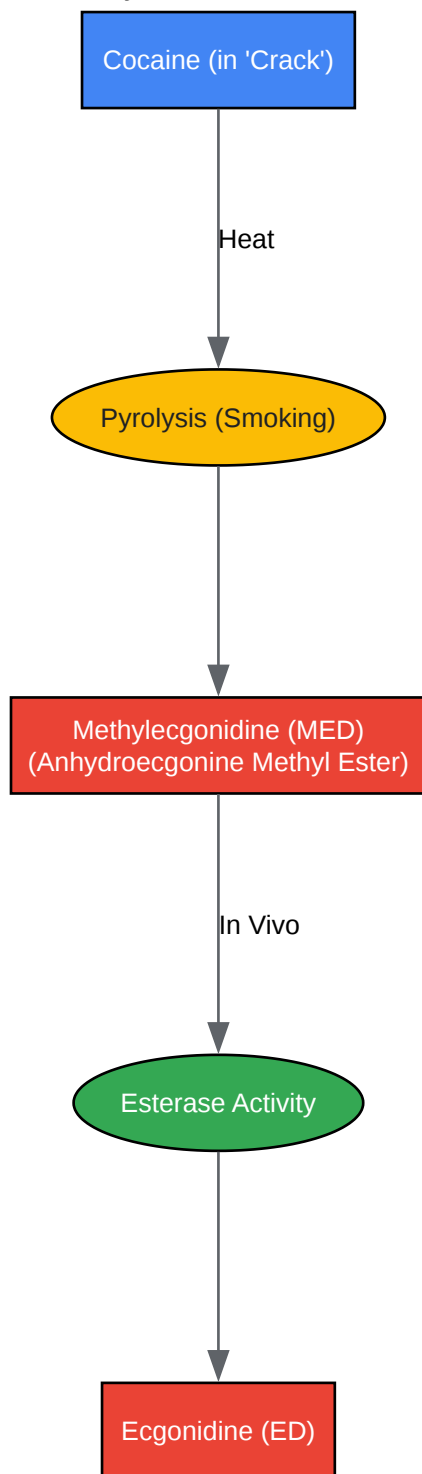 Cocaine (in 'Crack')
Heat
Pyrolysis (Smoking)
Methylecgonidine (MED)
(Anhydroecgonine Methyl Ester)
In Vivo
Esterase Activity
Ecgonidine (ED)